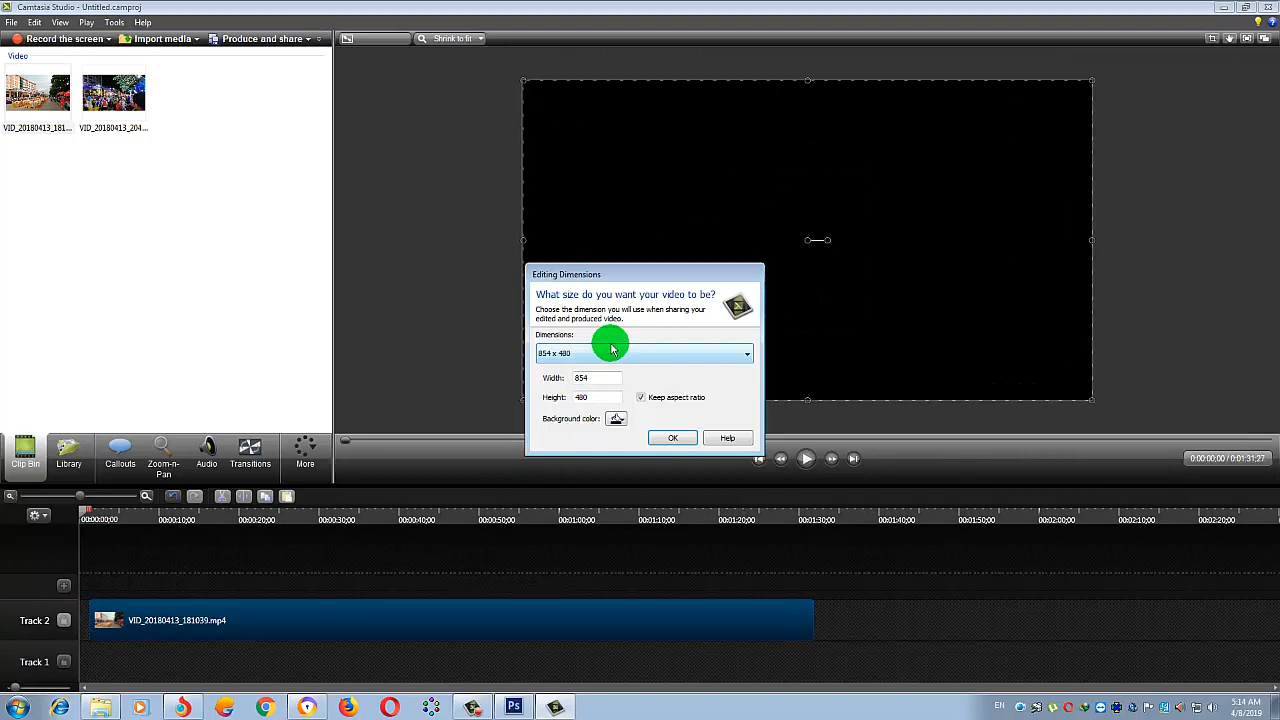 Camtasia Studio - Untitled.camproj
File Edit View Play Tools Help
Record the screen Import media Produce and share
Shrink to fit
Video
VID_20180413_181... VID_20180413_204...
Editing Dimensions
What size do you want your video to be?
Choose the dimension you will use when sharing your
edited and produced video.
Dimensions:
854 x 480
Width: 854
Height: 480 Keep aspect ratio
Background color:
OK Help
Clip Bin Library Callouts Zoom-n-
Pan Audio Transitions More
0:00:00;00 / 0:01:31;27
00:00:00;00 00:00:10;00 00:00:20;00 00:00:30;00 00:00:40;00 00:00:50;00 00:01:00;00 00:01:10;00 00:01:20;00 00:01:30;00 00:01:40;00 00:01:50;00 00:02:00;00 00:02:10;00 00:02:20;00
Track 2 VID_20180413_181039.mp4
Track 1
Ps
EN
5:14 AM
4/8/2019